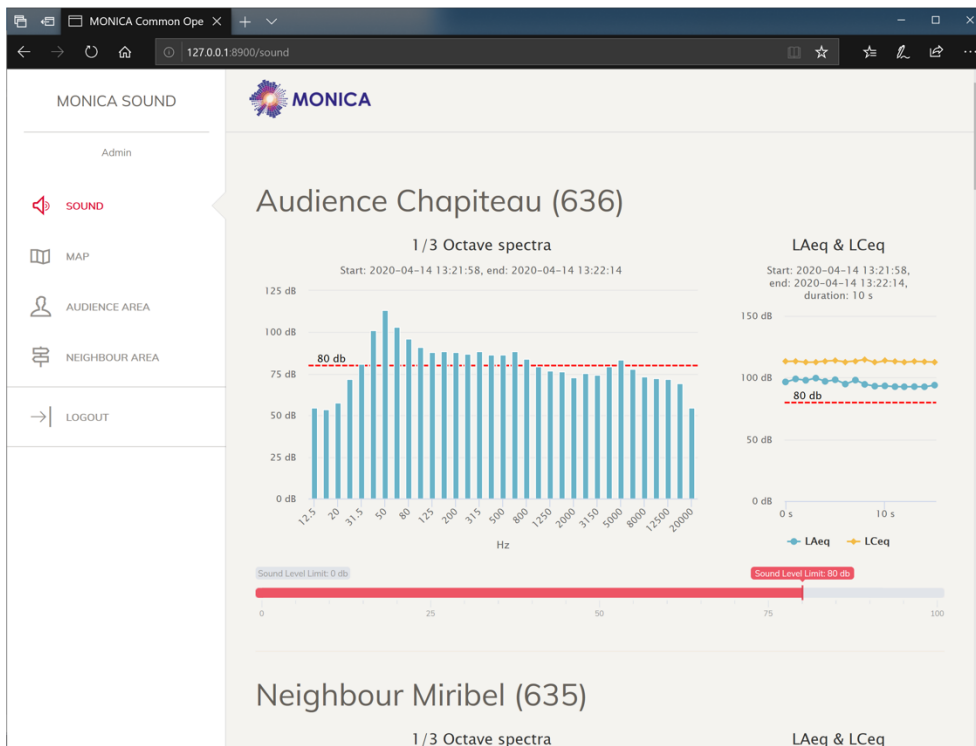 MONICA Common Ope
127.0.0.1:8900/sound
MONICA SOUND
Admin
SOUND
MAP
AUDIENCE AREA
NEIGHBOUR AREA
LOGOUT
MONICA
Audience Chapiteau (636)
1/3 Octave spectra
Start: 2020-04-14 13:21:58, end: 2020-04-14 13:22:14
125 dB
100 dB
80 db
75 dB
50 dB
25 dB
0 dB
12.5 20 31.5 50 80 125 200 315 500 800 1250 2000 3150 5000 8000 12500 20000
Hz
LAeq & LCeq
Start: 2020-04-14 13:21:58,
end: 2020-04-14 13:22:14,
duration: 10 s
150 dB
100 dB
80 db
50 dB
0 dB
0 s 10 s
LAeq LCeq
Sound Level Limit: 0 db Sound Level Limit: 80 db
0 25 50 75 100
Neighbour Miribel (635)
1/3 Octave spectra LAeq & LCeq